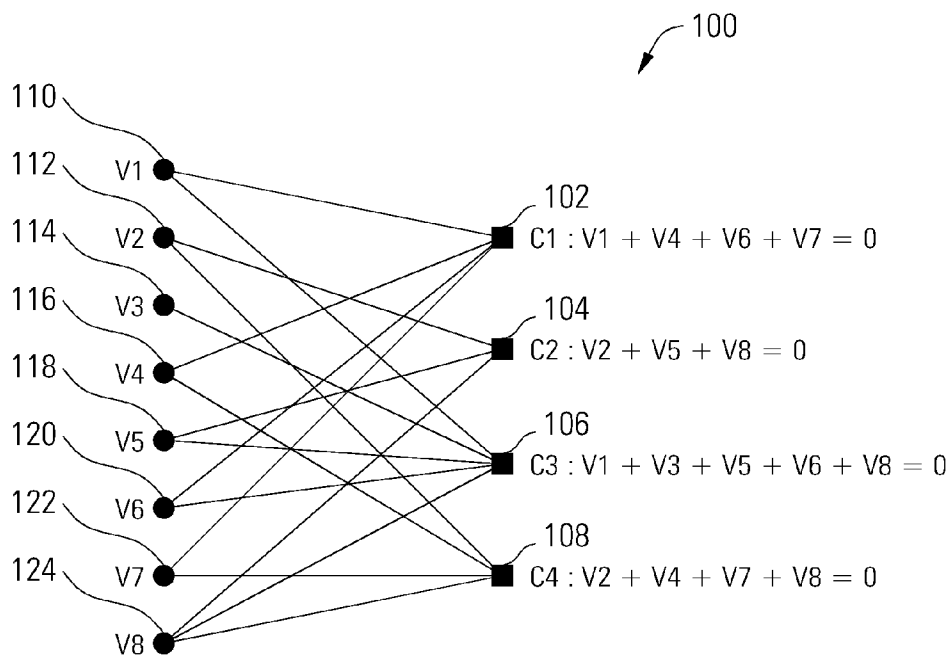 100
110
112
114
116
118
120
122
124
V1
V2
V3
V4
V5
V6
V7
V8
102
C1 : V1 + V4 + V6 + V7 = 0
104
C2 : V2 + V5 + V8 = 0
106
C3 : V1 + V3 + V5 + V6 + V8 = 0
108
C4 : V2 + V4 + V7 + V8 = 0